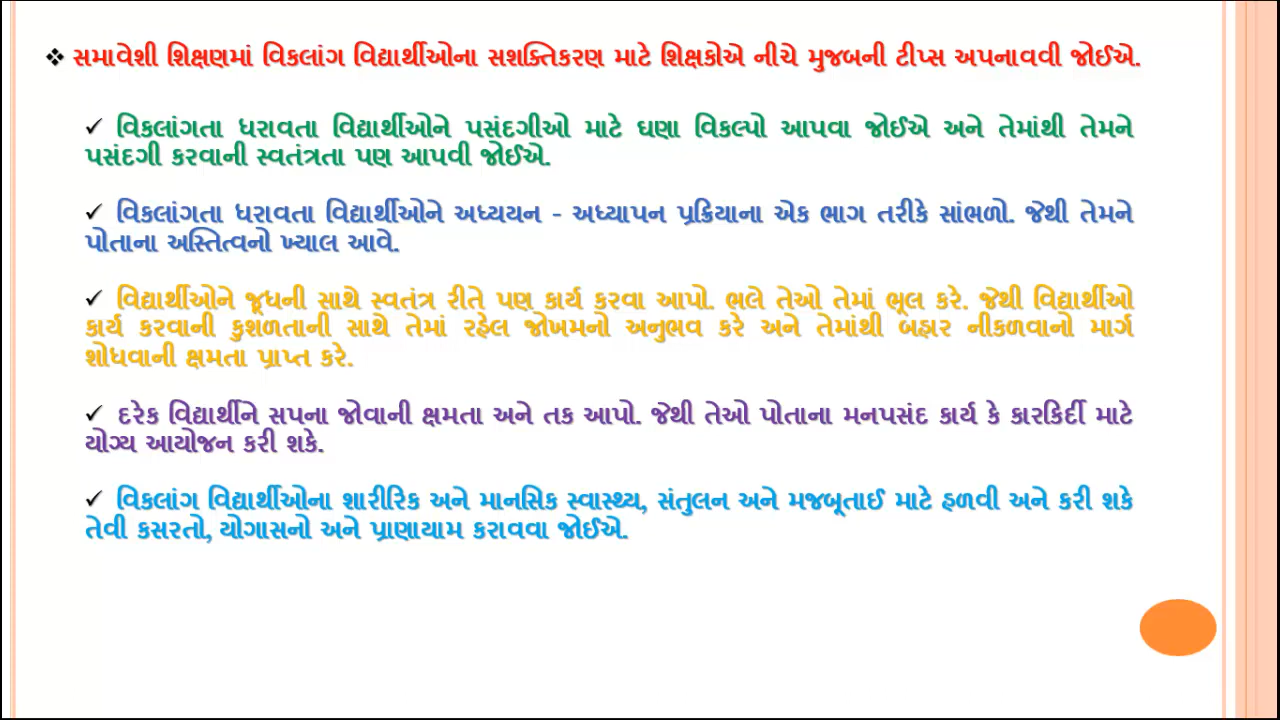 ❖ સમાવેશી શિક્ષણમાં વિકલાંગ વિદ્યાર્થીઓના સશક્તિકરણ માટે શિક્ષકોએ નીચે મુજબની ટીપ્સ અપનાવવી જોઈએ.
✓ વિકલાંગતા ધરાવતા વિદ્યાર્થીઓને પસંદગીઓ માટે ઘણા વિકલ્પો આપવા જોઈએ અને તેમાંથી તેમને
પસંદગી કરવાની સ્વતંત્રતા પણ આપવી જોઈએ.
✓ વિકલાંગતા ધરાવતા વિદ્યાર્થીઓને અધ્યયન - અધ્યાપન પ્રક્રિયાના એક ભાગ તરીકે સાંભળો. જેથી તેમને
પોતાના અસ્તિત્વનો ખ્યાલ આવે.
✓ વિદ્યાર્થીઓને જૂધની સાથે સ્વતંત્ર રીતે પણ કાર્ય કરવા આપો. ભલે તેઓ તેમાં ભૂલ કરે. જેથી વિદ્યાર્થીઓ
કાર્ય કરવાની કુશળતાની સાથે તેમાં રહેલ જોખમનો અનુભવ કરે અને તેમાંથી બહાર નીકળવાનો માર્ગ
શોધવાની ક્ષમતા પ્રાપ્ત કરે.
✓ દરેક વિદ્યાર્થીને સપના જોવાની ક્ષમતા અને તક આપો. જેથી તેઓ પોતાના મનપસંદ કાર્ય કે કારકિર્દી માટે
યોગ્ય આયોજન કરી શકે.
✓ વિકલાંગ વિદ્યાર્થીઓના શારીરિક અને માનસિક સ્વાસ્થ્ય, સંતુલન અને મજબૂતાઈ માટે હળવી અને કરી શકે
તેવી કસરતો, યોગાસનો અને પ્રાણાયામ કરાવવા જોઈએ.